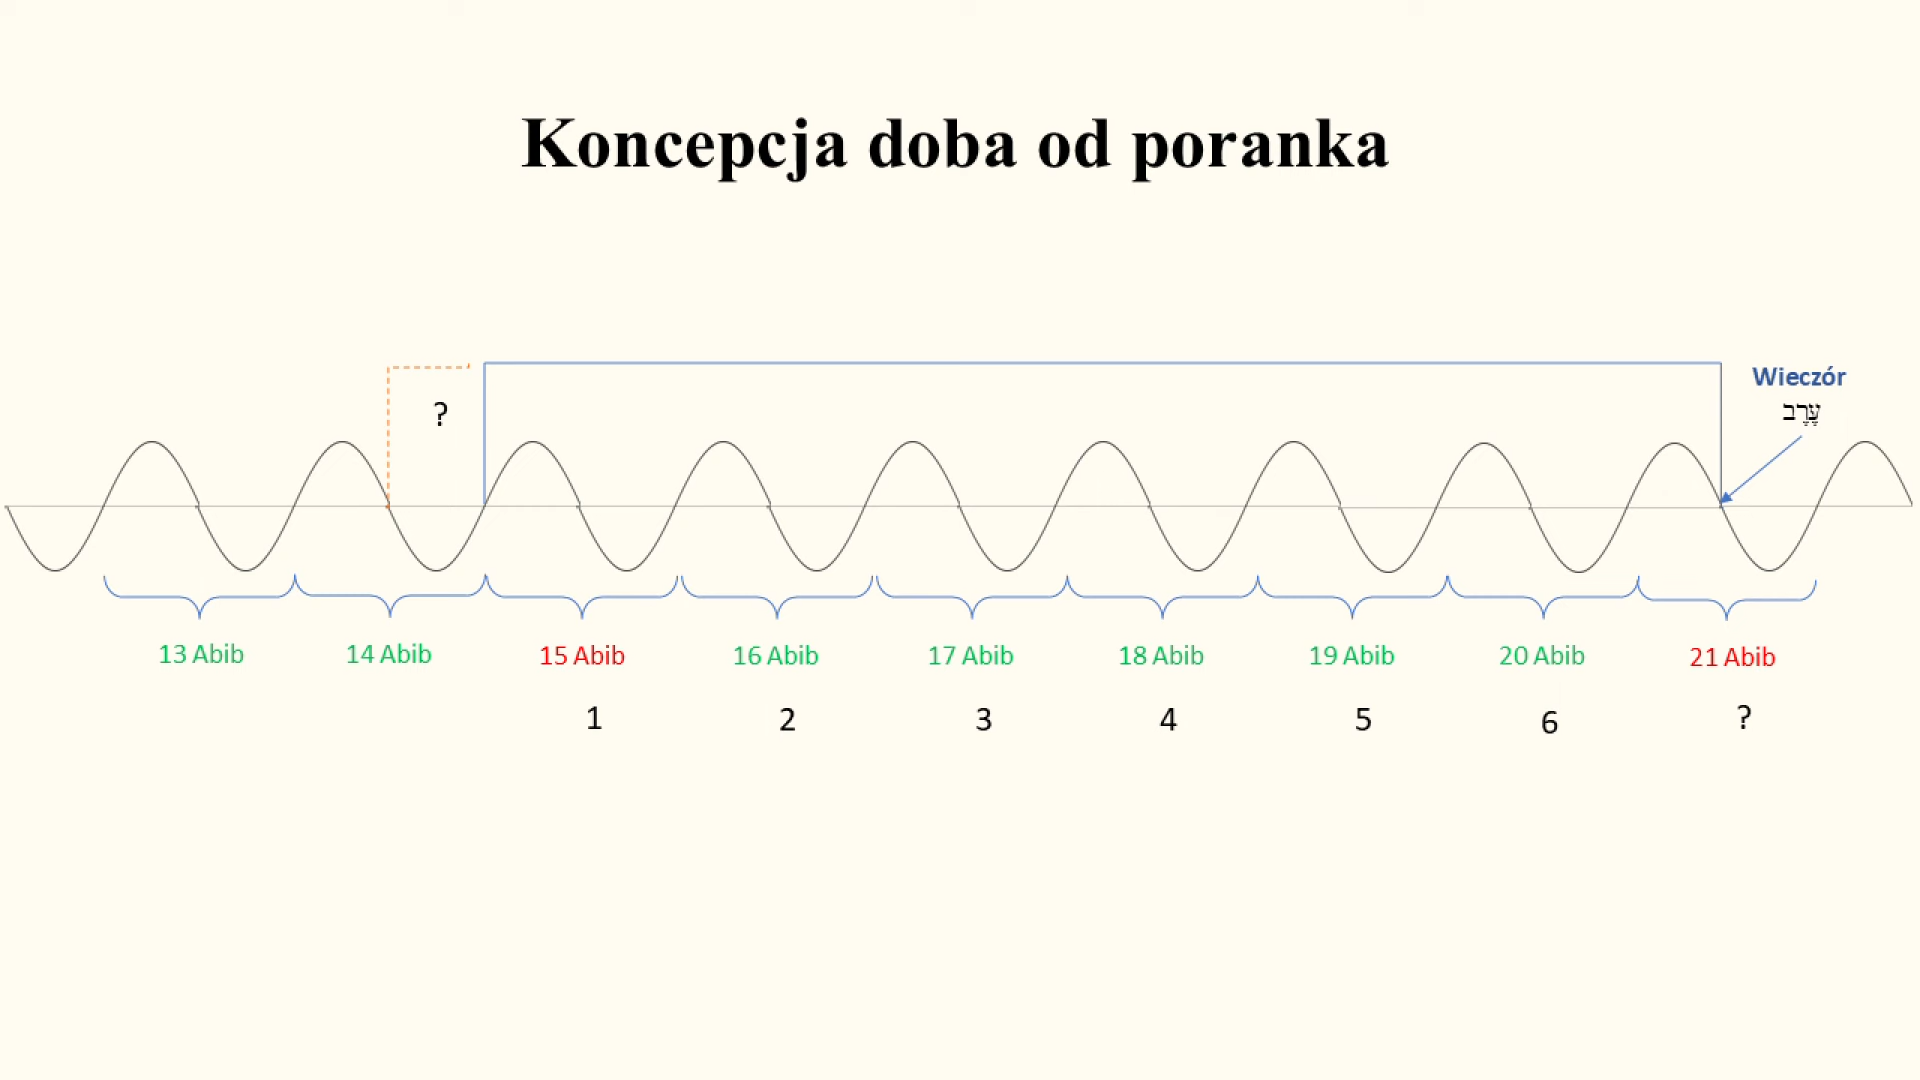 Koncepcja doba od poranka
Wieczór
עָרֶב
?
13 Abib
14 Abib
15 Abib
16 Abib
17 Abib
18 Abib
19 Abib
20 Abib
21 Abib
1
2
3
4
5
6
?